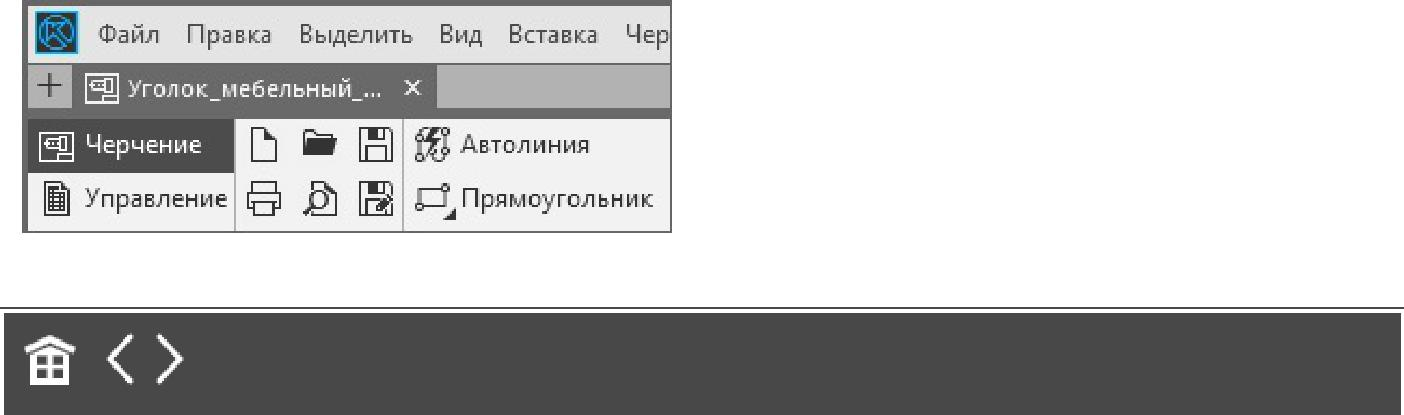 Файл Правка Выделить Вид Вставка Чер
Уголок_мебельный_...
Черчение Автолиния
Управление Прямоугольник